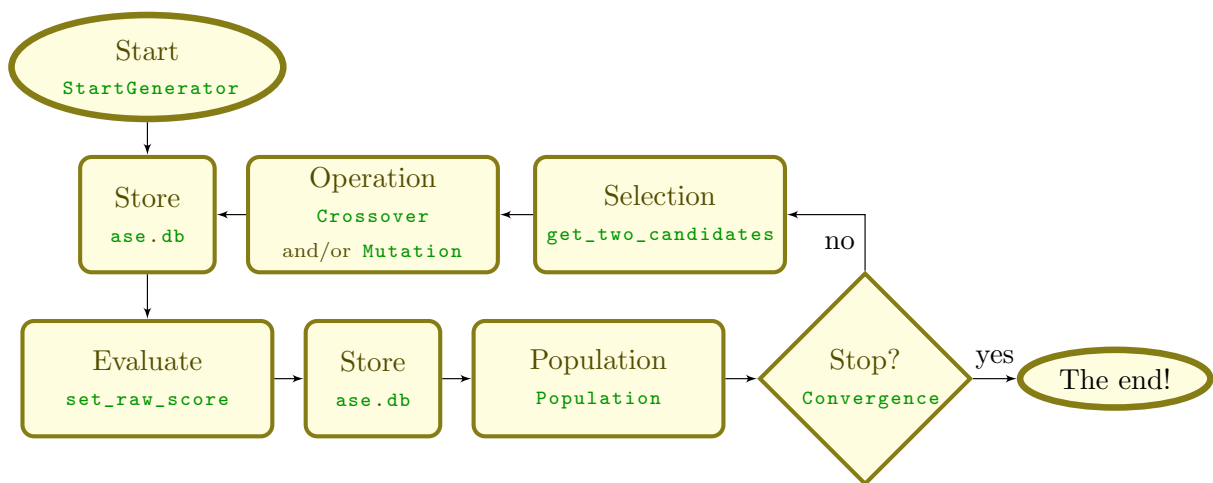 Start
StartGenerator
Store
ase.db
Operation
Crossover
and/or Mutation
Selection
get_two_candidates
no
Evaluate
set_raw_score
Store
ase.db
Population
Population
Stop?
Convergence
yes
The end!